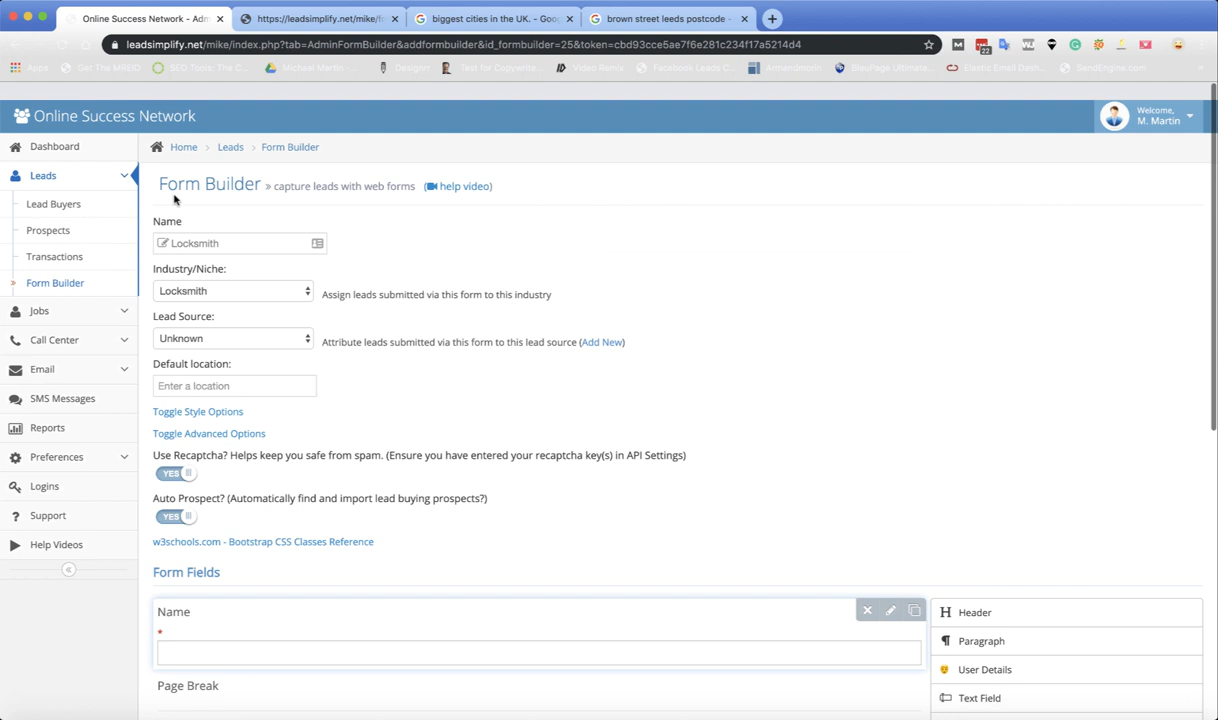 Online Success Network - Adm
https://leadsimplify.net/mike/f
biggest cities in the UK. - Goo
brown street leeds postcode -
leadsimplify.net/mike/index.php?tab=AdminFormBuilder&addformbuilder&id_formbuilder=25&token=cbd93cce5ae7f6e281c234f17a5214d4
22
Apps
Get The MREID
SEO Tools: The C...
Michael Martin
Designrr
Test for Copywrite...
Video Remix
Facebook Leads C...
BleuPage Ultimate...
Elastic Email Dash...
SendEngine.com
Online Success Network
Welcome,
M. Martin
Dashboard
Leads
Lead Buyers
Prospects
Transactions
Form Builder
Jobs
Call Center
Email
SMS Messages
Reports
Preferences
Logins
Support
Help Videos
Home > Leads > Form Builder
Form Builder » capture leads with web forms (help video)
Name
Locksmith
Industry/Niche:
Locksmith Assign leads submitted via this form to this industry
Lead Source:
Unknown Attribute leads submitted via this form to this lead source (Add New)
Default location:
Enter a location
Toggle Style Options
Toggle Advanced Options
Use Recaptcha? Helps keep you safe from spam. (Ensure you have entered your recaptcha key(s) in API Settings)
YES
Auto Prospect? (Automatically find and import lead buying prospects?)
YES
w3schools.com - Bootstrap CSS Classes Reference
Form Fields
Name
*
Page Break
H Header
¶ Paragraph
User Details
Text Field